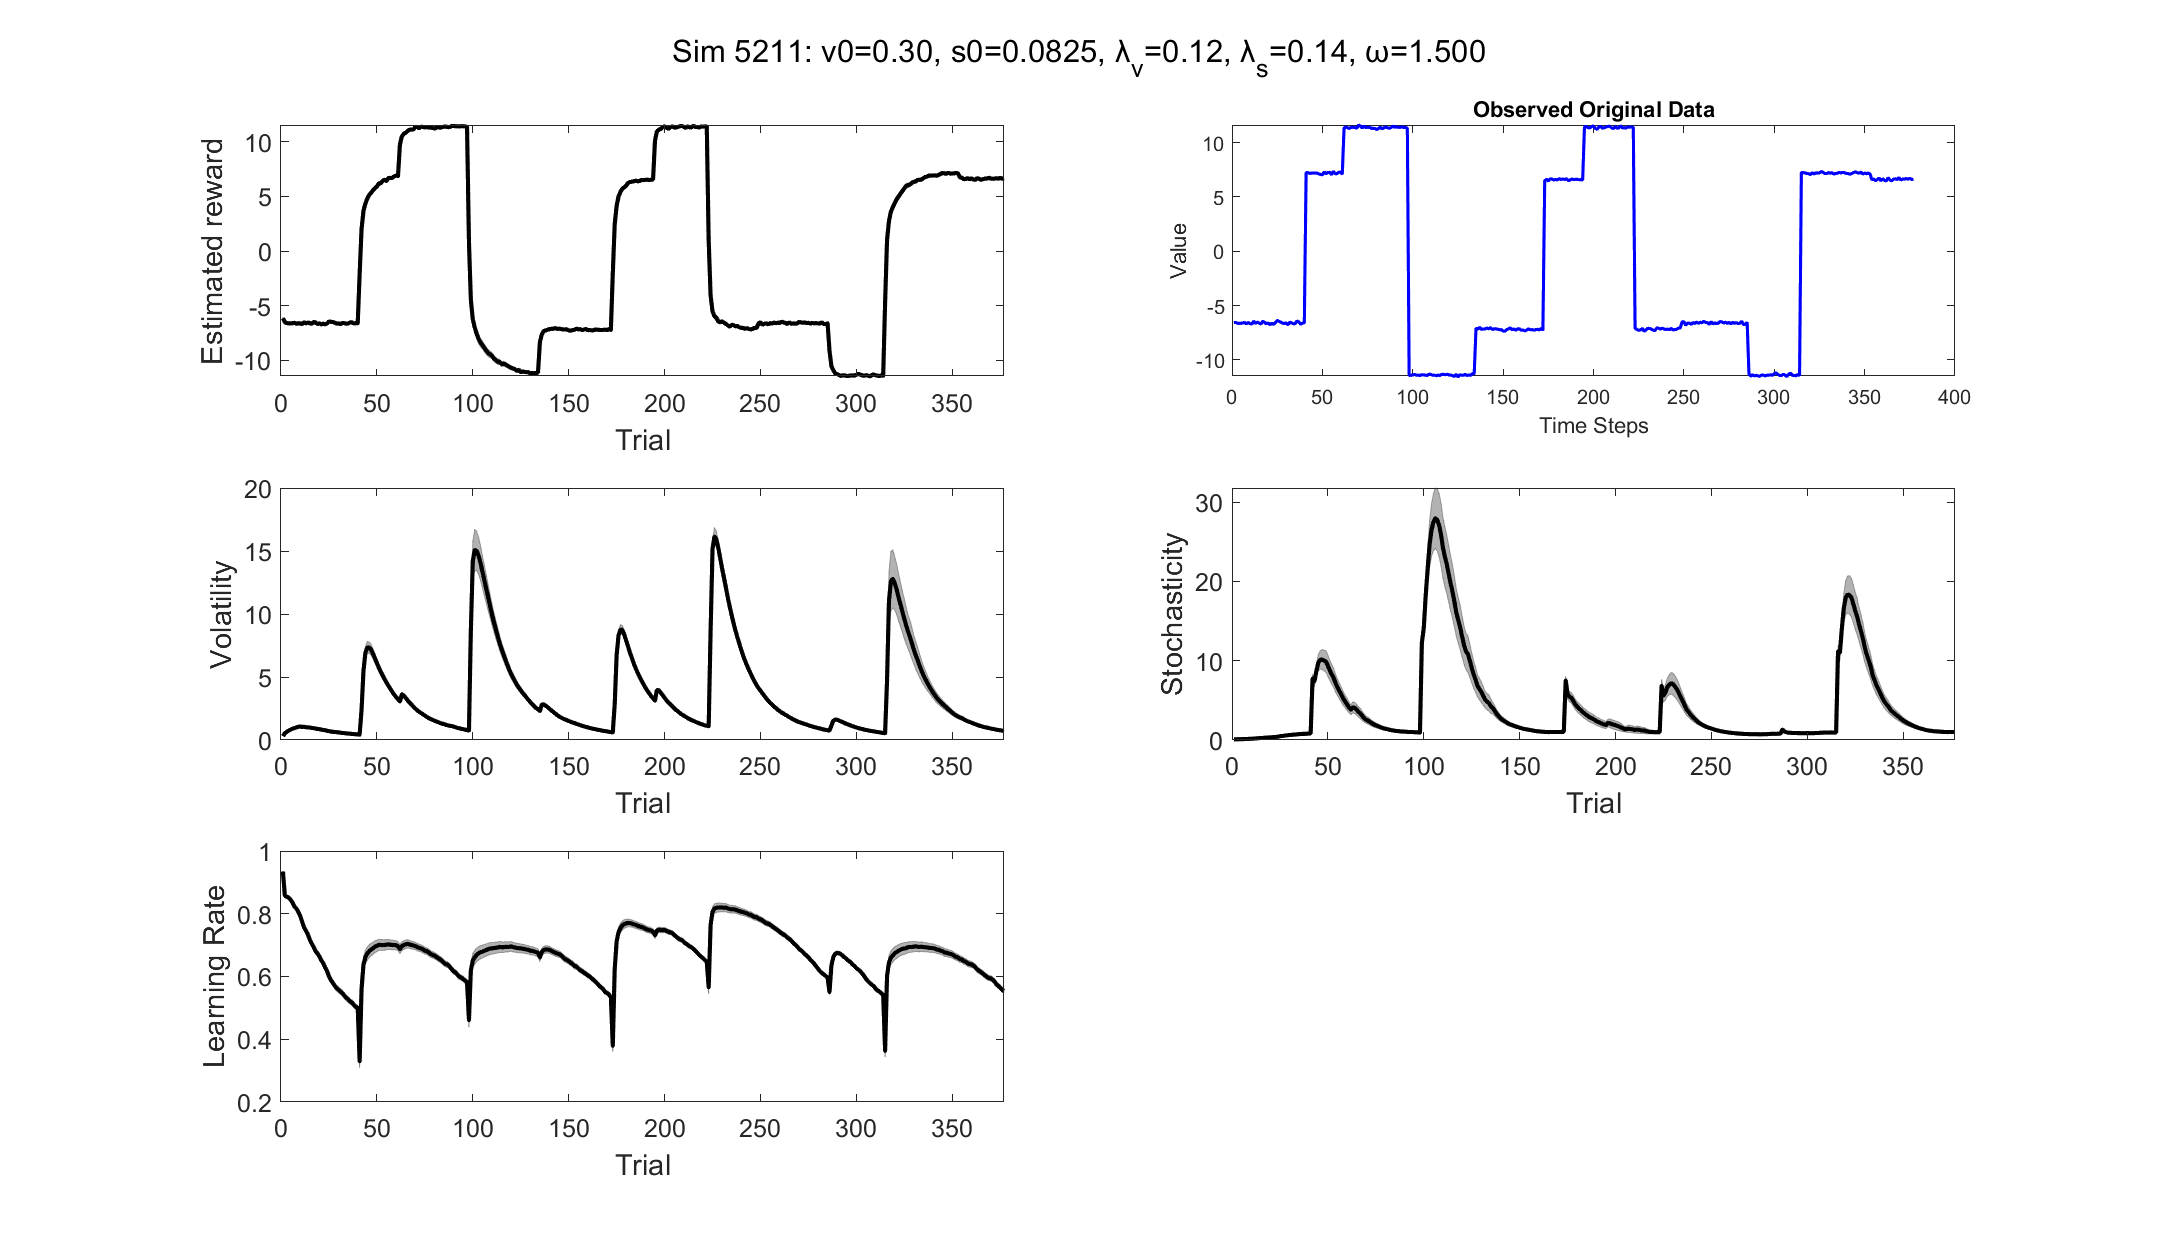 Sim 5211: v0=0.30, s0=0.0825, λ_v=0.12, λ_s=0.14, ω=1.500
Estimated reward
10
5
0
-5
-10
0 50 100 150 200 250 300 350
Trial
Observed Original Data
Value
10
5
0
-5
-10
0 50 100 150 200 250 300 350 400
Time Steps
Volatility
20
15
10
5
0
0 50 100 150 200 250 300 350
Trial
Stochasticity
30
20
10
0
0 50 100 150 200 250 300 350
Trial
Learning Rate
1
0.8
0.6
0.4
0.2
0 50 100 150 200 250 300 350
Trial